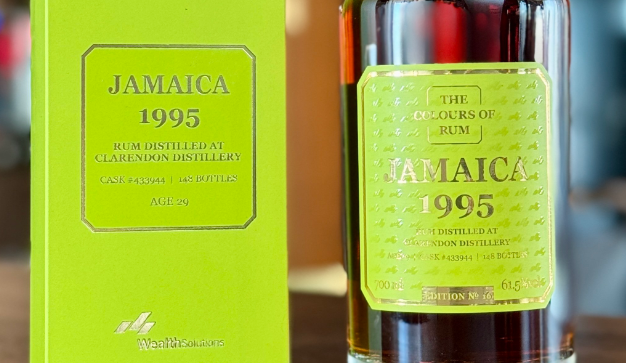 JAMAICA
1995
RUM DISTILLED AT
CLARENDON DISTILLERY
CASK #433944 | 148 BOTTLES
AGE 29
WealthSolutions
THE
COLOURS OF
RUM
JAMAICA
1995
RUM DISTILLED AT
CLARENDON DISTILLERY
CASK #433944 | 148 BOTTLES
700 ml 61,5%
EDITION №